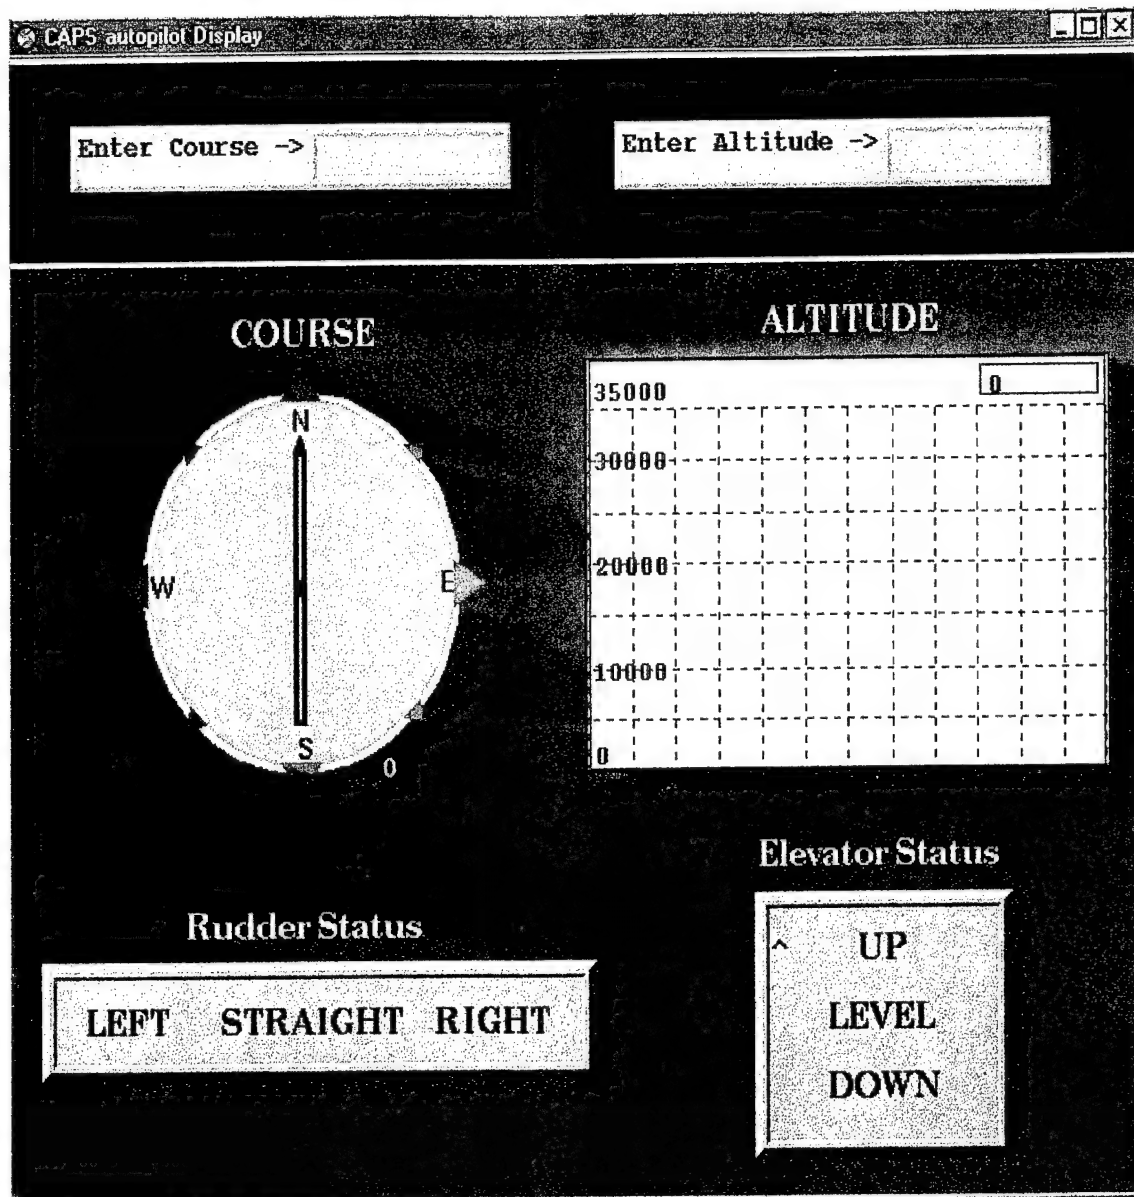 CAPS autopilot Display
Enter Course ->
Enter Altitude ->
COURSE
ALTITUDE
N
W
E
S
0
35000
0
30000
20000
10000
0
Elevator Status
^ UP
LEVEL
DOWN
Rudder Status
LEFT STRAIGHT RIGHT